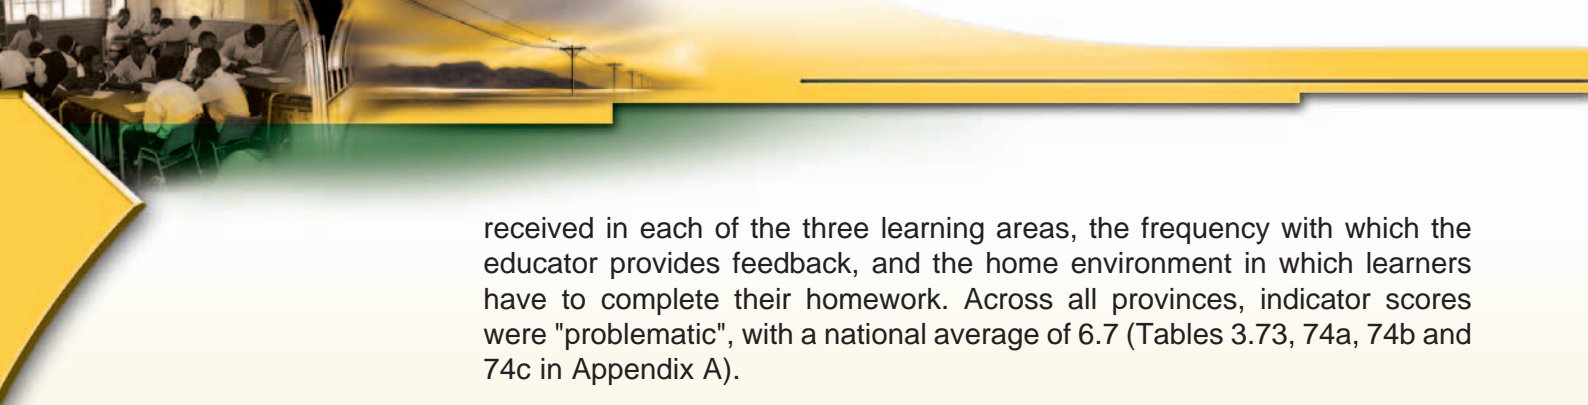 received in each of the three learning areas, the frequency with which the
educator provides feedback, and the home environment in which learners
have to complete their homework. Across all provinces, indicator scores
were "problematic", with a national average of 6.7 (Tables 3.73, 74a, 74b and
74c in Appendix A).